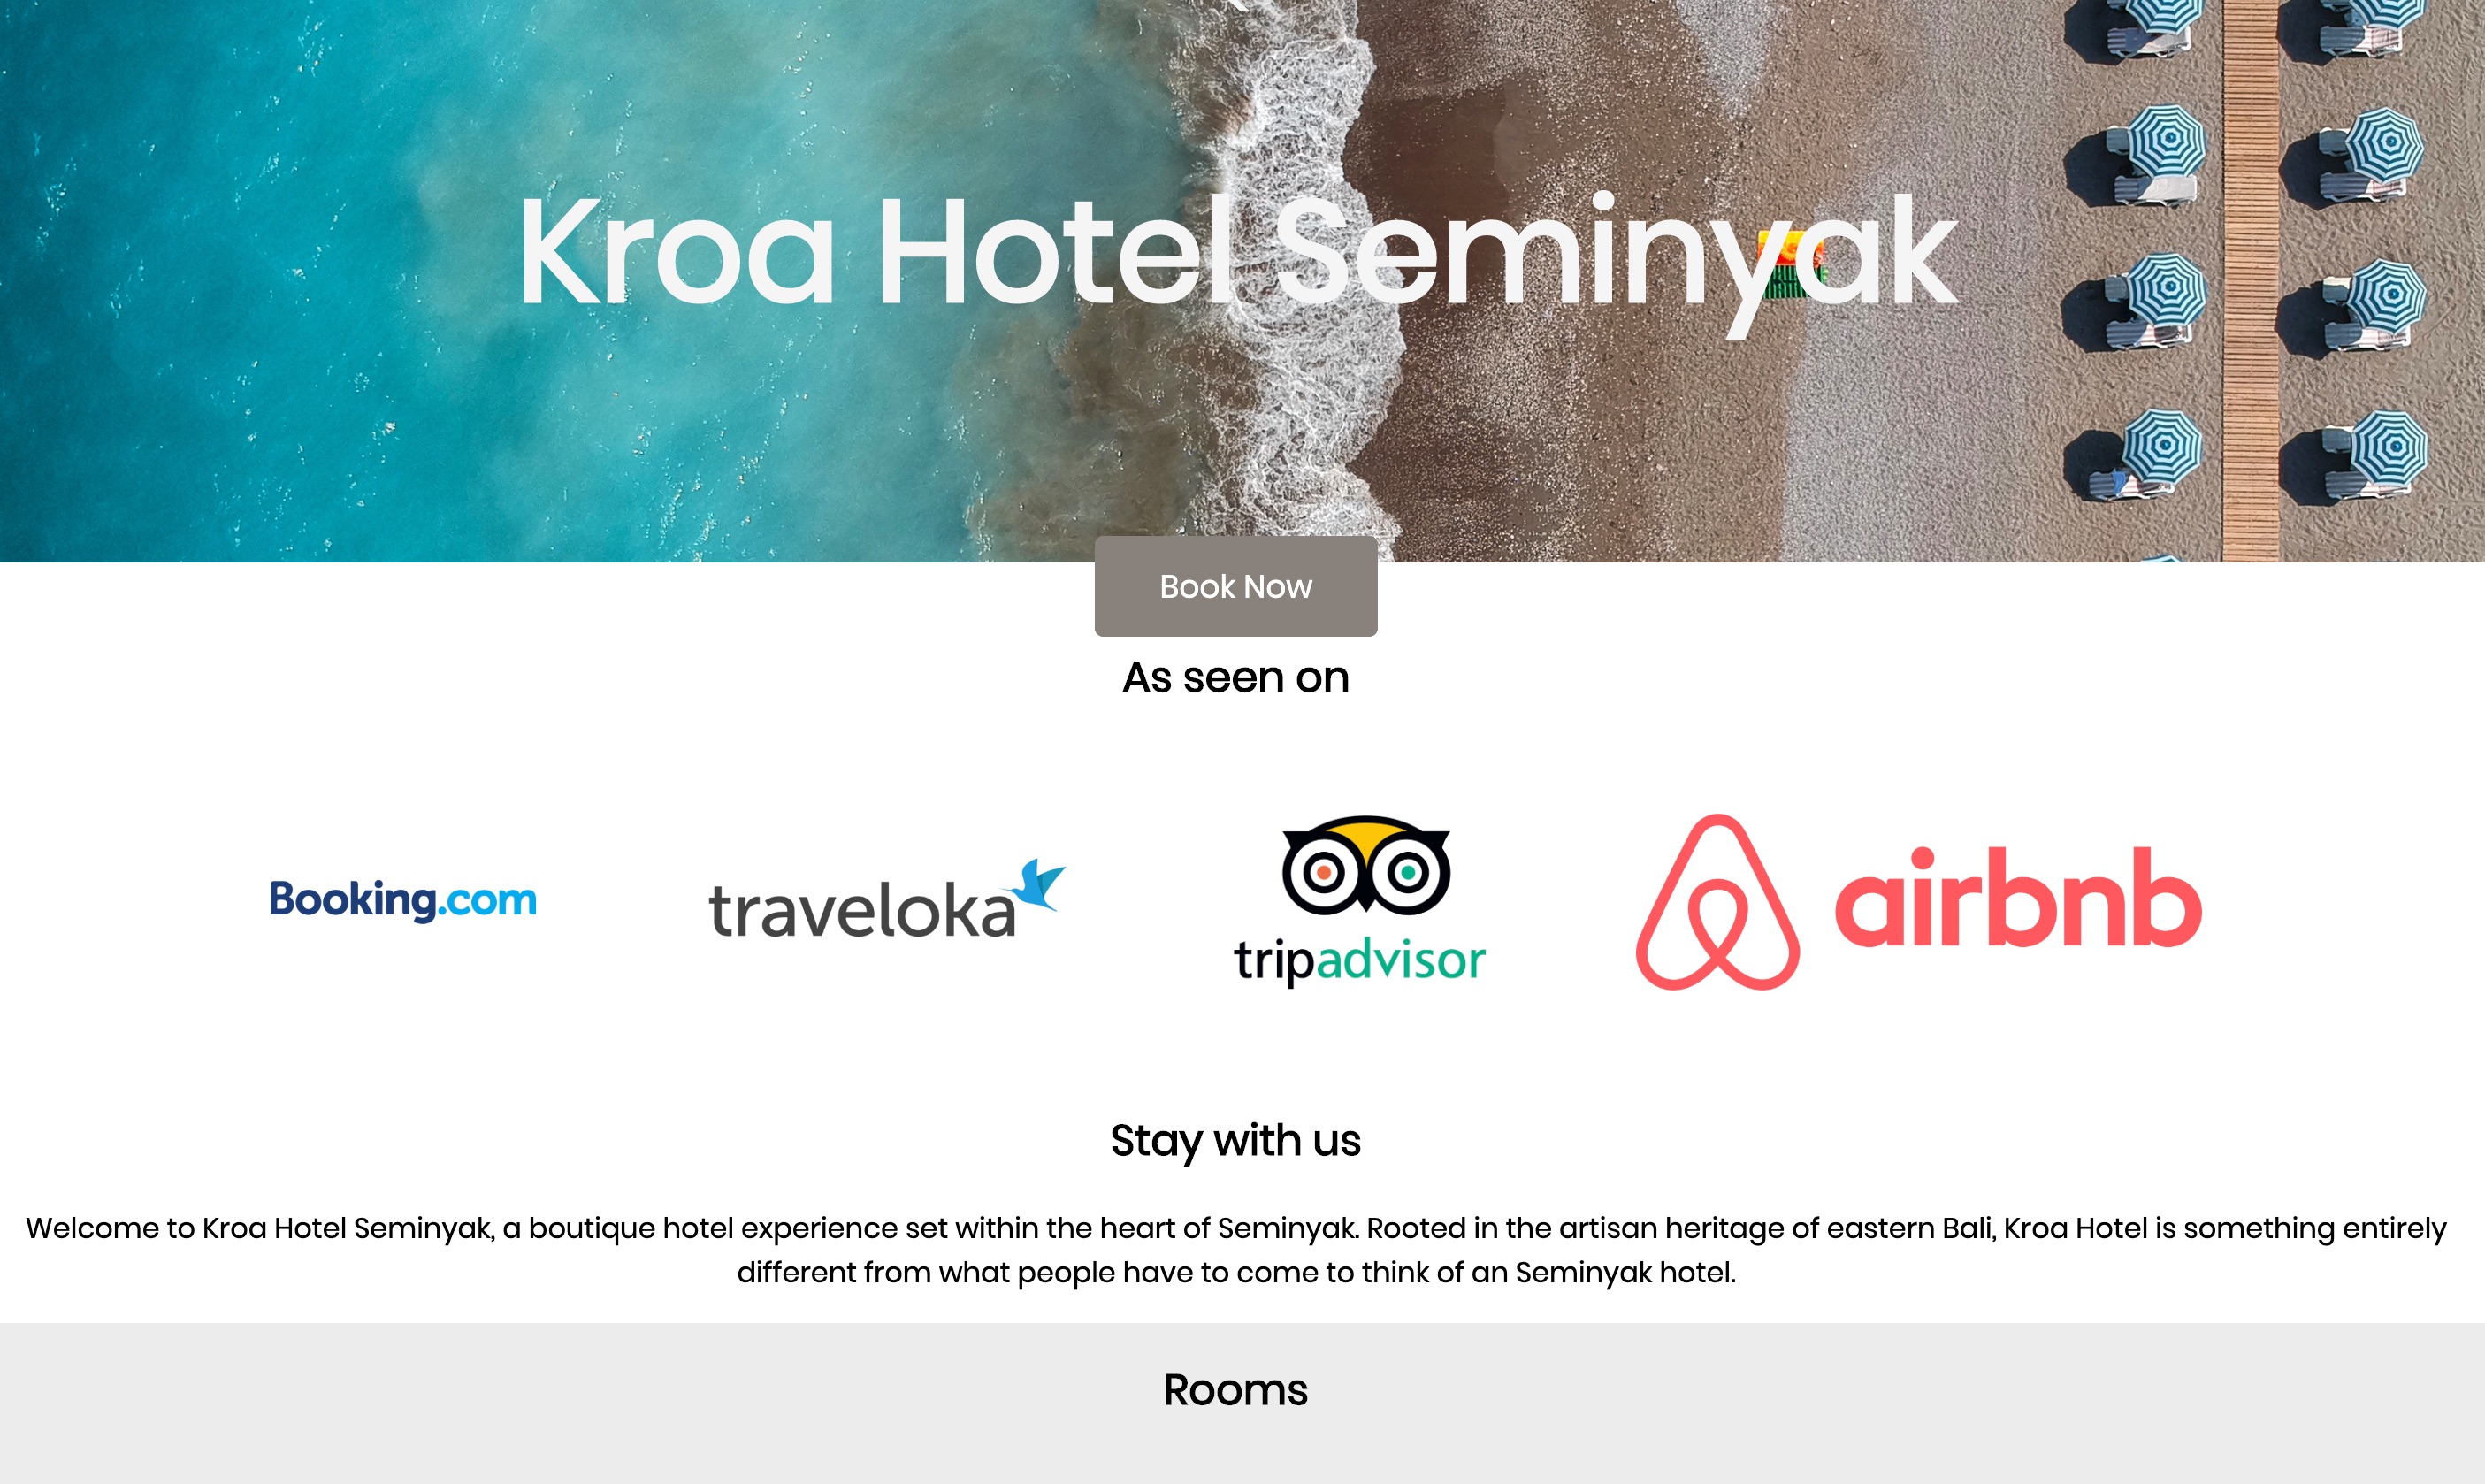 Kroa Hotel Seminyak
Book Now
As seen on
Booking.com
traveloka
tripadvisor
airbnb
Stay with us
Welcome to Kroa Hotel Seminyak, a boutique hotel experience set within the heart of Seminyak. Rooted in the artisan heritage of eastern Bali, Kroa Hotel is something entirely
different from what people have to come to think of an Seminyak hotel.
Rooms